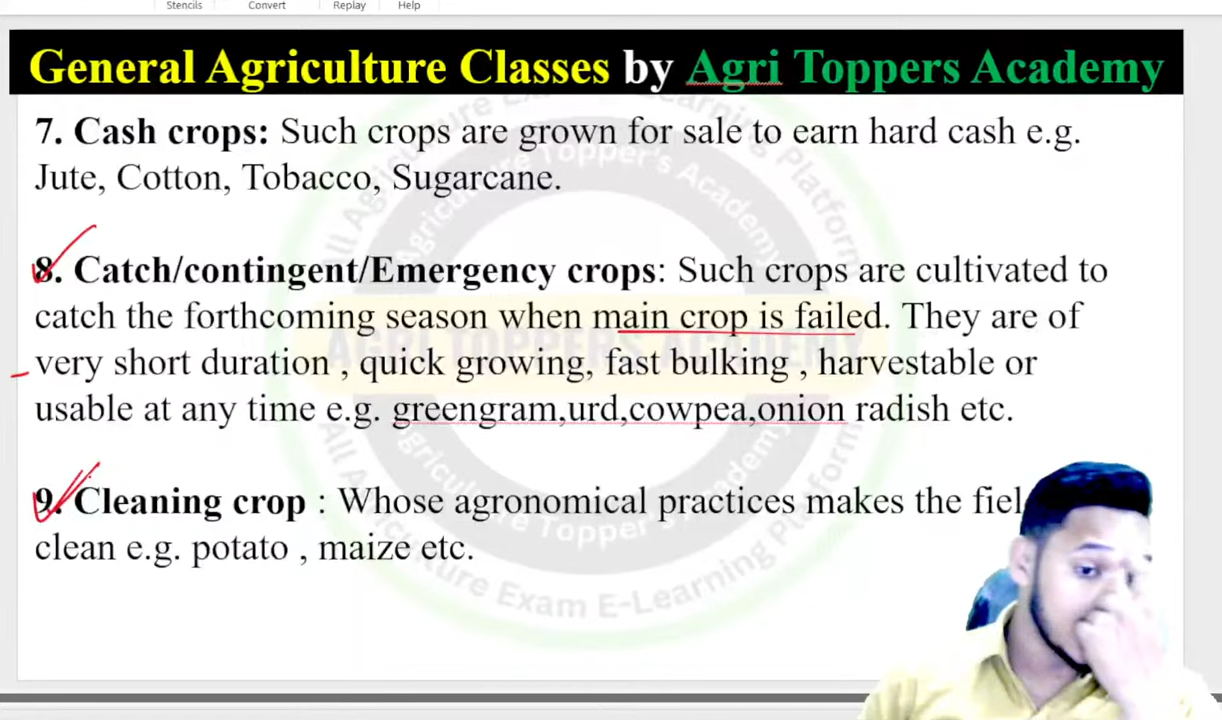 Stencils Convert Replay Help
General Agriculture Classes by Agri Toppers Academy
7. Cash crops: Such crops are grown for sale to earn hard cash e.g.
Jute, Cotton, Tobacco, Sugarcane.
8. Catch/contingent/Emergency crops: Such crops are cultivated to
catch the forthcoming season when main crop is failed. They are of
very short duration , quick growing, fast bulking , harvestable or
usable at any time e.g. greengram,urd,cowpea,onion radish etc.
9. Cleaning crop : Whose agronomical practices makes the fiel
clean e.g. potato , maize etc.
AGRI TOPPERS ACADEMY